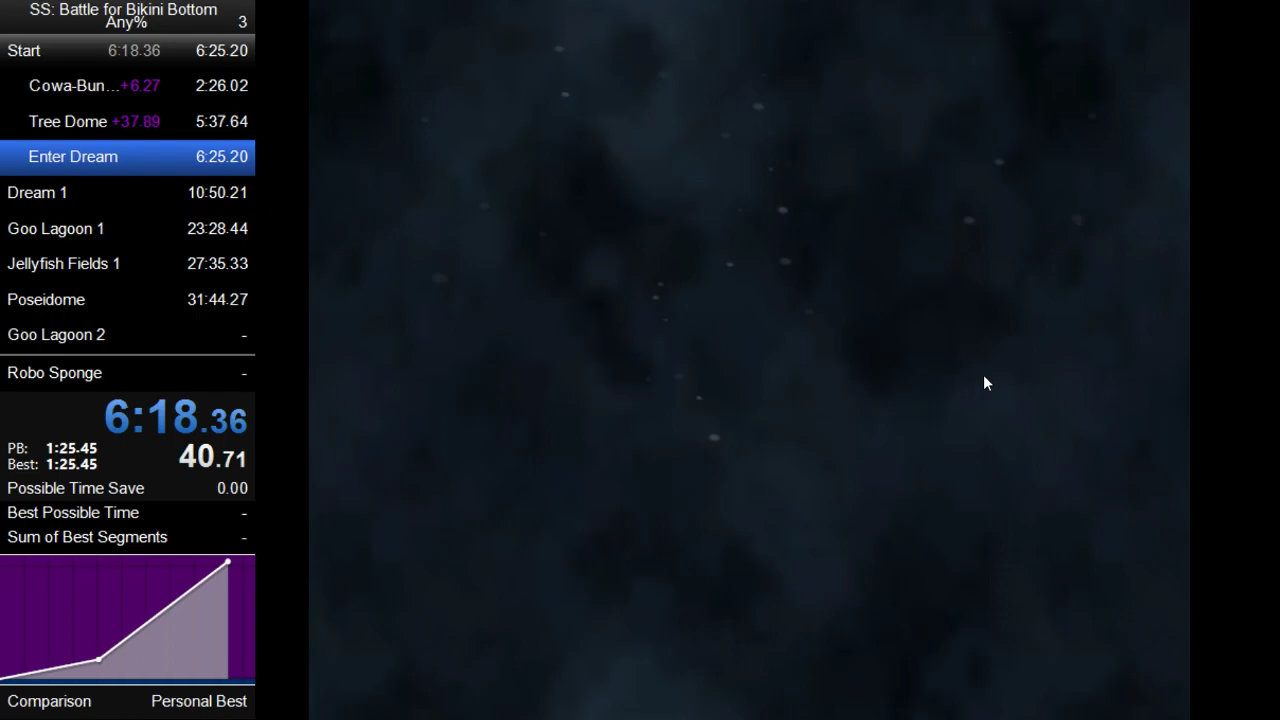 SS: Battle for Bikini Bottom
Any% 3
Start 6:18.36 6:25.20
Cowa-Bun... +6.27 2:26.02
Tree Dome +37.89 5:37.64
Enter Dream 6:25.20
Dream 1 10:50.21
Goo Lagoon 1 23:28.44
Jellyfish Fields 1 27:35.33
Poseidome 31:44.27
Goo Lagoon 2 -
Robo Sponge -
6:18.36
PB: 1:25.45
Best: 1:25.45
40.71
Possible Time Save 0.00
Best Possible Time -
Sum of Best Segments -
Comparison Personal Best